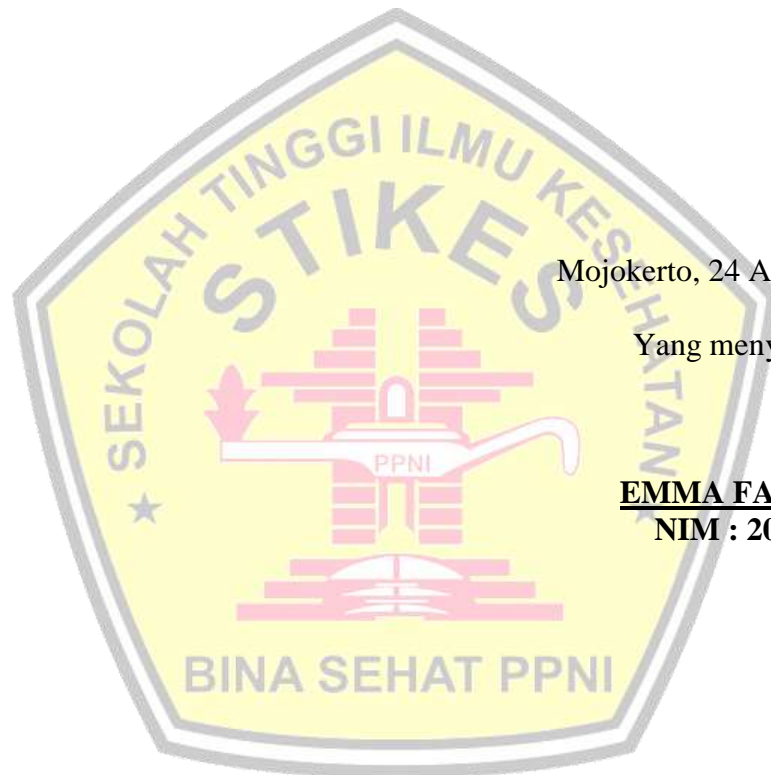 SEKOLAH TINGGI ILMU KESEHATAN
STIKES
Mojokerto, 24 A
Yang meny
PPNI
EMMA FA
NIM : 20
BINA SEHAT PPNI